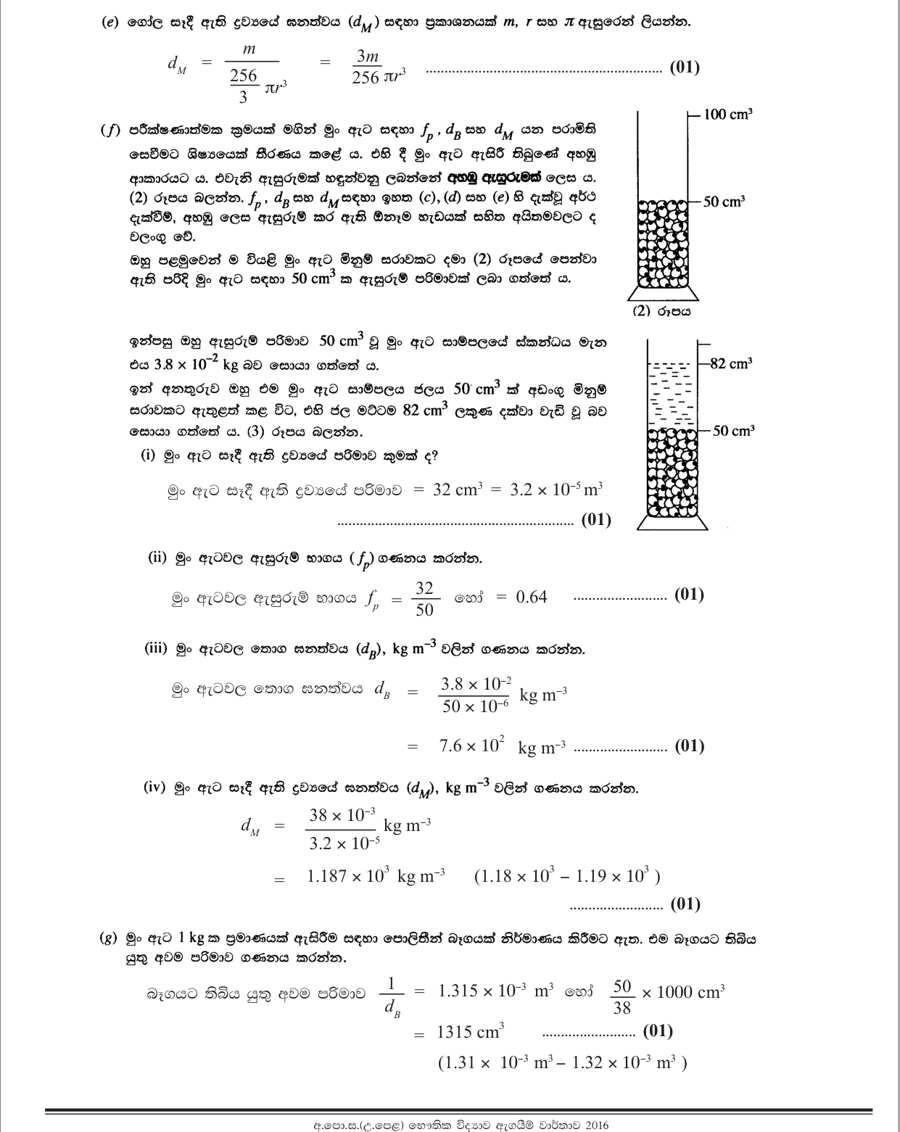 (e) ගෝල සෑදී ඇති ද්‍රව්‍යයේ ඝනත්වය (d_M) සඳහා ප්‍රකාශනයක් m, r සහ π ඇසුරෙන් ලියන්න.
d_M = m / (256/3 πr³) = 3m / 256 πr³ ............................................................... (01)
(f) පරීක්ෂණාත්මක ක්‍රමයක් මගින් මුං ඇට සඳහා f_p, d_B සහ d_M යන පරාමිති
සෙවීමට ශිෂ්‍යයෙක් තීරණය කළේ ය. එහි දී මුං ඇට ඇසිරී තිබුණේ අහඹු
ආකාරයට ය. එවැනි ඇසුරුමක් හඳුන්වනු ලබන්නේ අහඹු ඇසුරුමක් ලෙස ය.
(2) රූපය බලන්න. f_p, d_B සහ d_M සඳහා ඉහත (c), (d) සහ (e) හි දැක්වූ අර්ථ
දැක්වීම්, අහඹු ලෙස ඇසුරුම් කර ඇති ඕනෑම හැඩයක් සහිත අයිතමවලට ද
වලංගු වේ.
ඔහු පළමුවෙන් ම වියළි මුං ඇට මිනුම් සරාවකට දමා (2) රූපයේ පෙන්වා
ඇති පරිදි මුං ඇට සඳහා 50 cm³ ක ඇසුරුම් පරිමාවක් ලබා ගත්තේ ය.
100 cm³
50 cm³
(2) රූපය
ඉන්පසු ඔහු ඇසුරුම් පරිමාව 50 cm³ වූ මුං ඇට සාම්පලයේ ස්කන්ධය මැන
එය 3.8 × 10⁻² kg බව සොයා ගත්තේ ය.
ඉන් අනතුරුව ඔහු එම මුං ඇට සාම්පලය ජලය 50 cm³ ක් අඩංගු මිනුම්
සරාවකට ඇතුළත් කළ විට, එහි ජල මට්ටම 82 cm³ ලකුණ දක්වා වැඩි වූ බව
සොයා ගත්තේ ය. (3) රූපය බලන්න.
82 cm³
50 cm³
(i) මුං ඇට සෑදී ඇති ද්‍රව්‍යයේ පරිමාව කුමක් ද?
මුං ඇට සෑදී ඇති ද්‍රව්‍යයේ පරිමාව = 32 cm³ = 3.2 × 10⁻⁵ m³
............................................................... (01)
(ii) මුං ඇටවල ඇසුරුම් භාගය (f_p) ගණනය කරන්න.
මුං ඇටවල ඇසුරුම් භාගය f_p = 32/50 හෝ = 0.64 ......................... (01)
(iii) මුං ඇටවල තොග ඝනත්වය (d_B), kg m⁻³ වලින් ගණනය කරන්න.
මුං ඇටවල තොග ඝනත්වය d_B = (3.8 × 10⁻²) / (50 × 10⁻⁶) kg m⁻³
= 7.6 × 10² kg m⁻³ ......................... (01)
(iv) මුං ඇට සෑදී ඇති ද්‍රව්‍යයේ ඝනත්වය (d_M), kg m⁻³ වලින් ගණනය කරන්න.
d_M = (38 × 10⁻³) / (3.2 × 10⁻⁵) kg m⁻³
= 1.187 × 10³ kg m⁻³ (1.18 × 10³ – 1.19 × 10³ )
......................... (01)
(g) මුං ඇට 1 kg ක ප්‍රමාණයක් ඇසිරීම සඳහා පොලිතීන් බෑගයක් නිර්මාණය කිරීමට ඇත. එම බෑගයට තිබිය
යුතු අවම පරිමාව ගණනය කරන්න.
බෑගයට තිබිය යුතු අවම පරිමාව 1/d_B = 1.315 × 10⁻³ m³ හෝ 50/38 × 1000 cm³
= 1315 cm³ ......................... (01)
(1.31 × 10⁻³ m³ – 1.32 × 10⁻³ m³ )
අ.පො.ස.(උ.පෙළ) භෞතික විද්‍යාව ඇගයීම් වාර්තාව 2016